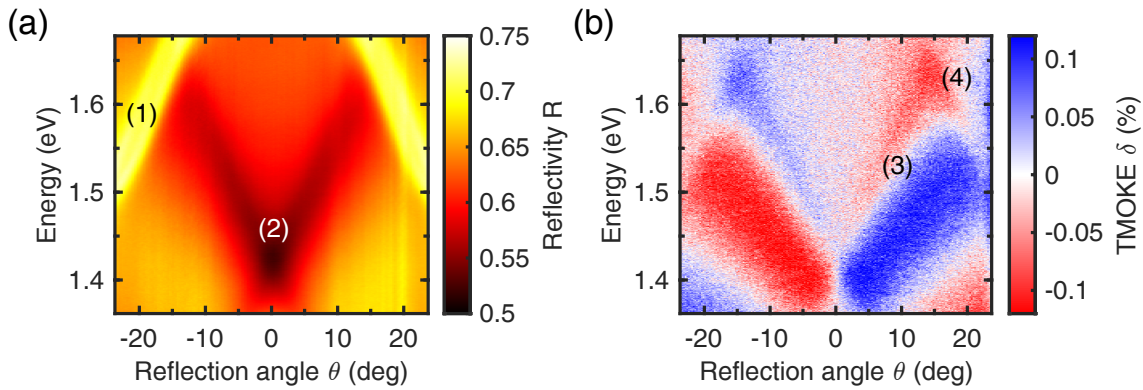 (a)
Energy (eV)
1.6
1.5
1.4
-20 -10 0 10 20
Reflection angle θ (deg)
(1)
(2)
0.75
0.7
0.65
0.6
0.55
0.5
Reflectivity R
(b)
Energy (eV)
1.6
1.5
1.4
-20 -10 0 10 20
Reflection angle θ (deg)
(4)
(3)
0.1
0.05
0
-0.05
-0.1
TMOKE δ (%)